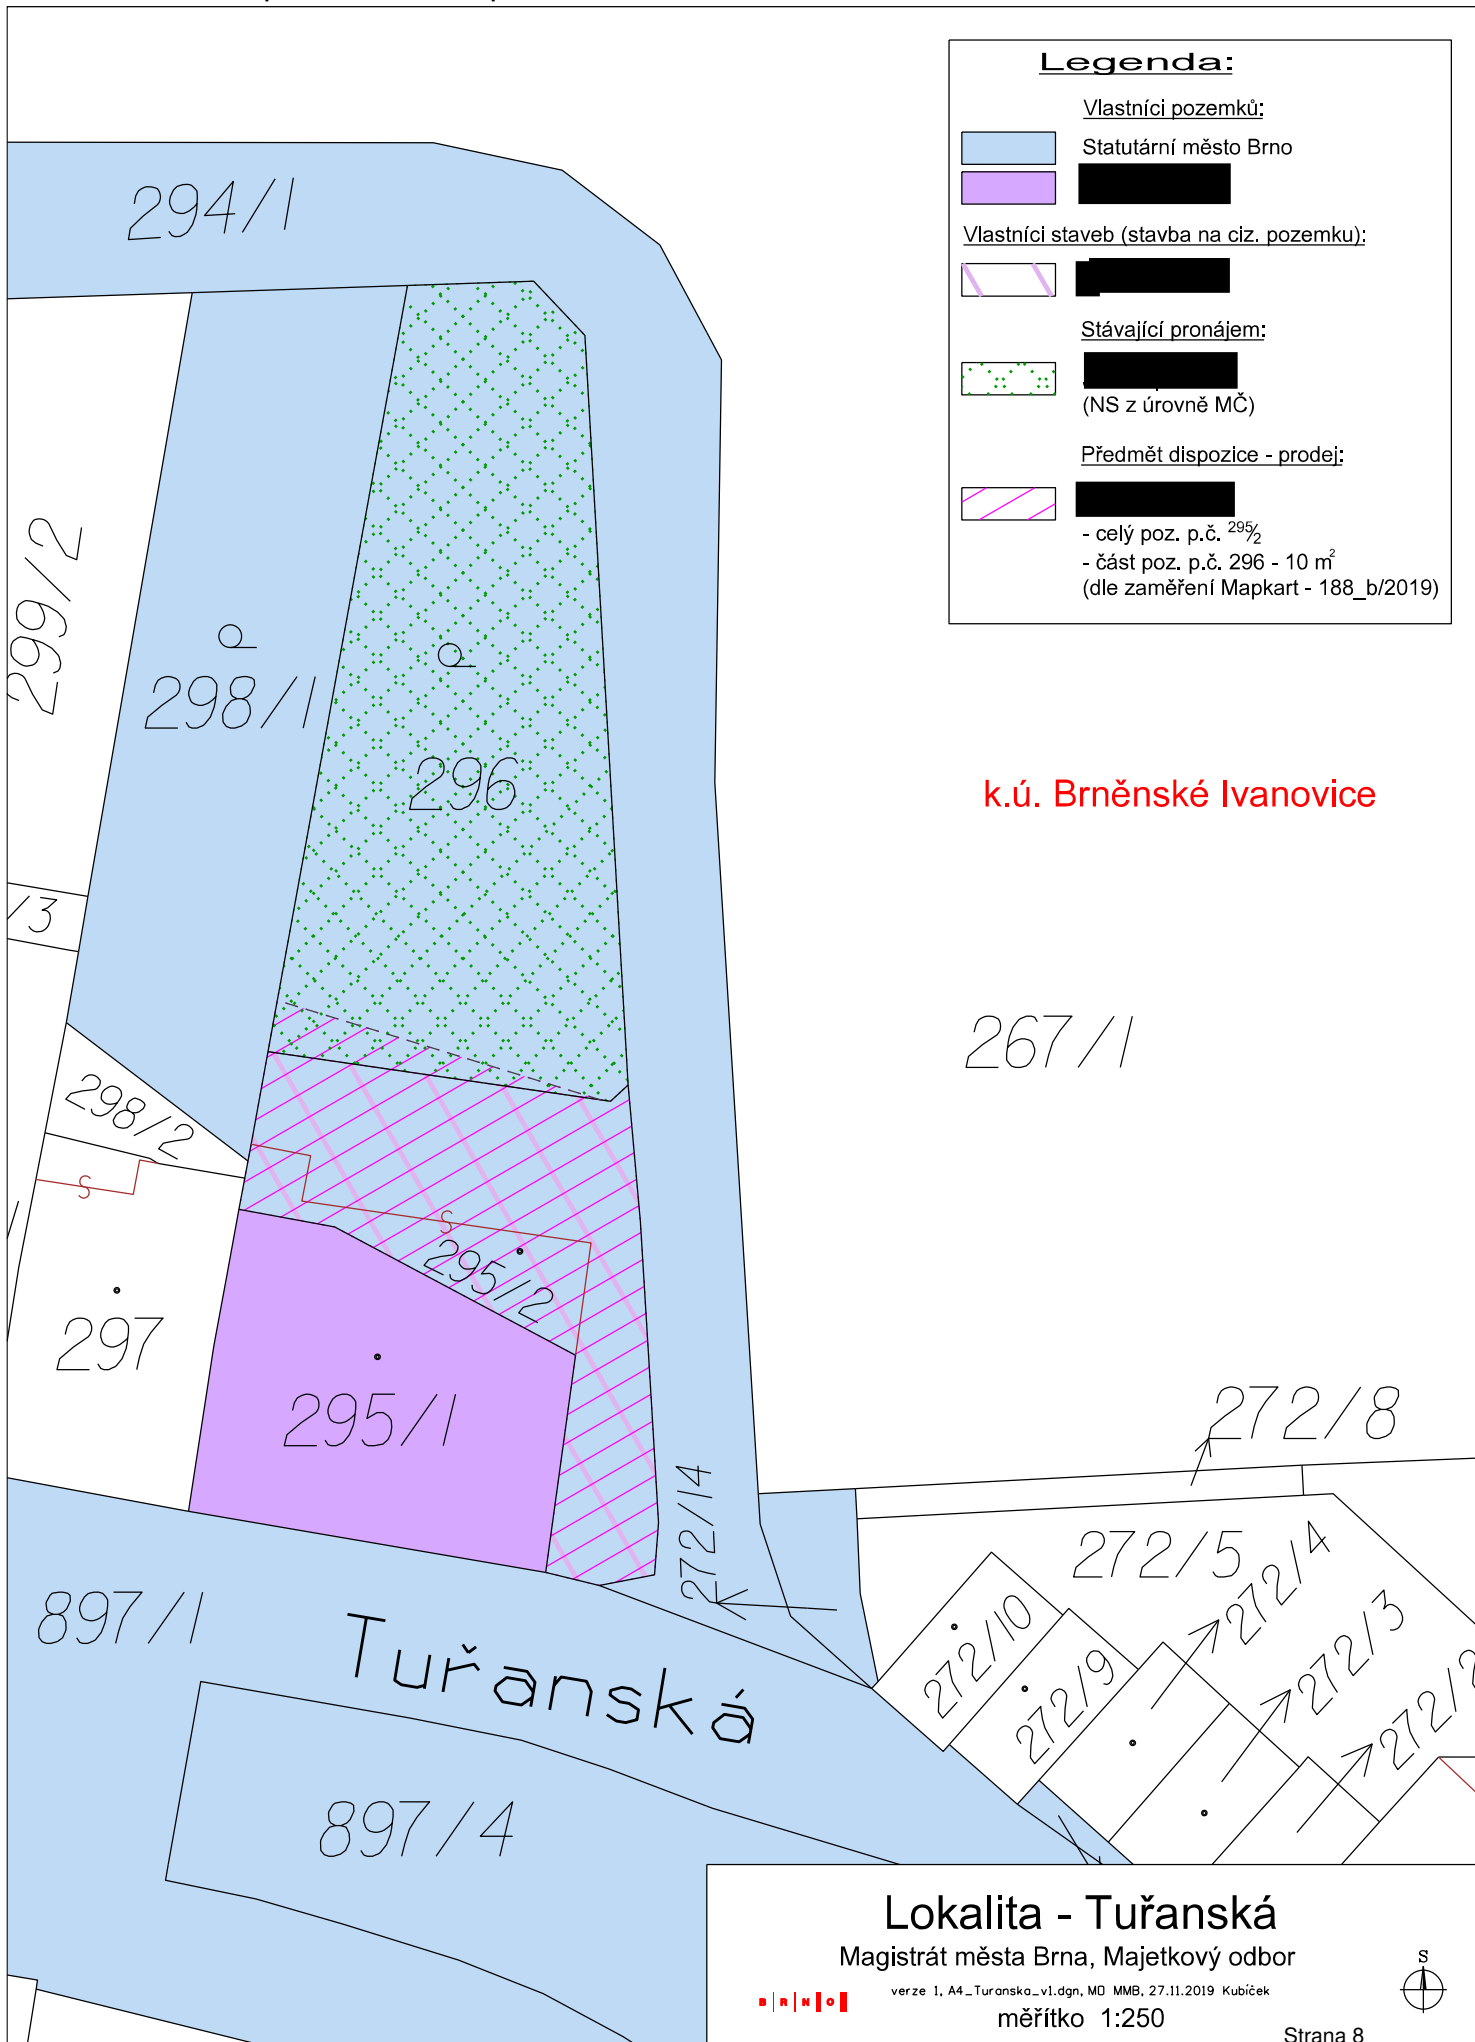 Legenda:
Vlastníci pozemků:
Statutární město Brno
Vlastníci staveb (stavba na ciz. pozemku):
Stávající pronájem:
(NS z úrovně MČ)
Předmět dispozice - prodej:
- celý poz. p.č. 295/2
- část poz. p.č. 296 - 10 m²
(dle zaměření Mapkart - 188_b/2019)
294/1
299/2
298/1
296
k.ú. Brněnské Ivanovice
/3
267/1
298/2
S
S
295/2
297
295/1
272/8
272/14
272/5
272/4
897/1
Tuřanská
272/10
272/9
272/3
272/2
897/4
Lokalita - Tuřanská
Magistrát města Brna, Majetkový odbor
S
verze 1, A4_Turanska_v1.dgn, MO MMB, 27.11.2019 Kubíček
B R N O
měřítko 1:250
Strana 8